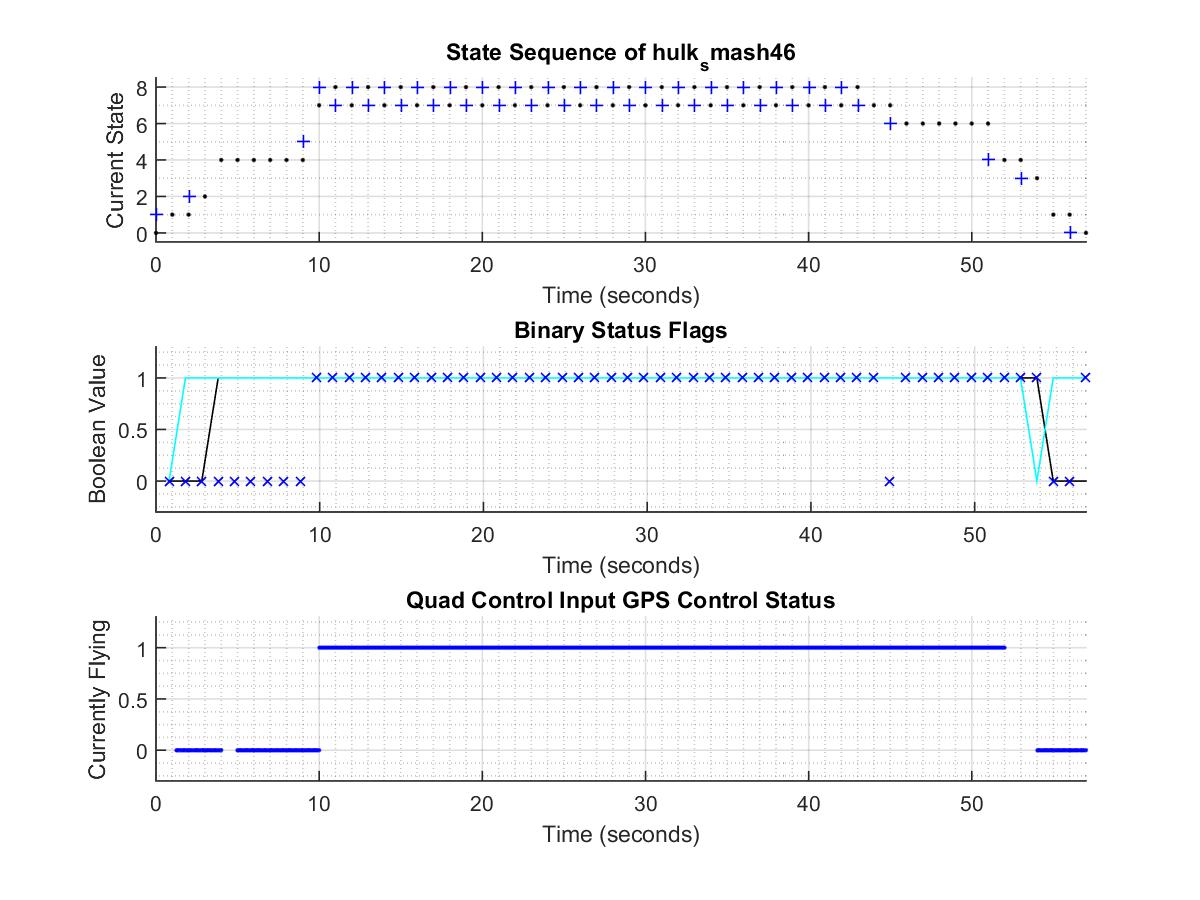 State Sequence of hulk_smash46
Current State
8
6
4
2
0
0 10 20 30 40 50
Time (seconds)
Binary Status Flags
Boolean Value
1
0.5
0
0 10 20 30 40 50
Time (seconds)
Quad Control Input GPS Control Status
Currently Flying
1
0.5
0
0 10 20 30 40 50
Time (seconds)